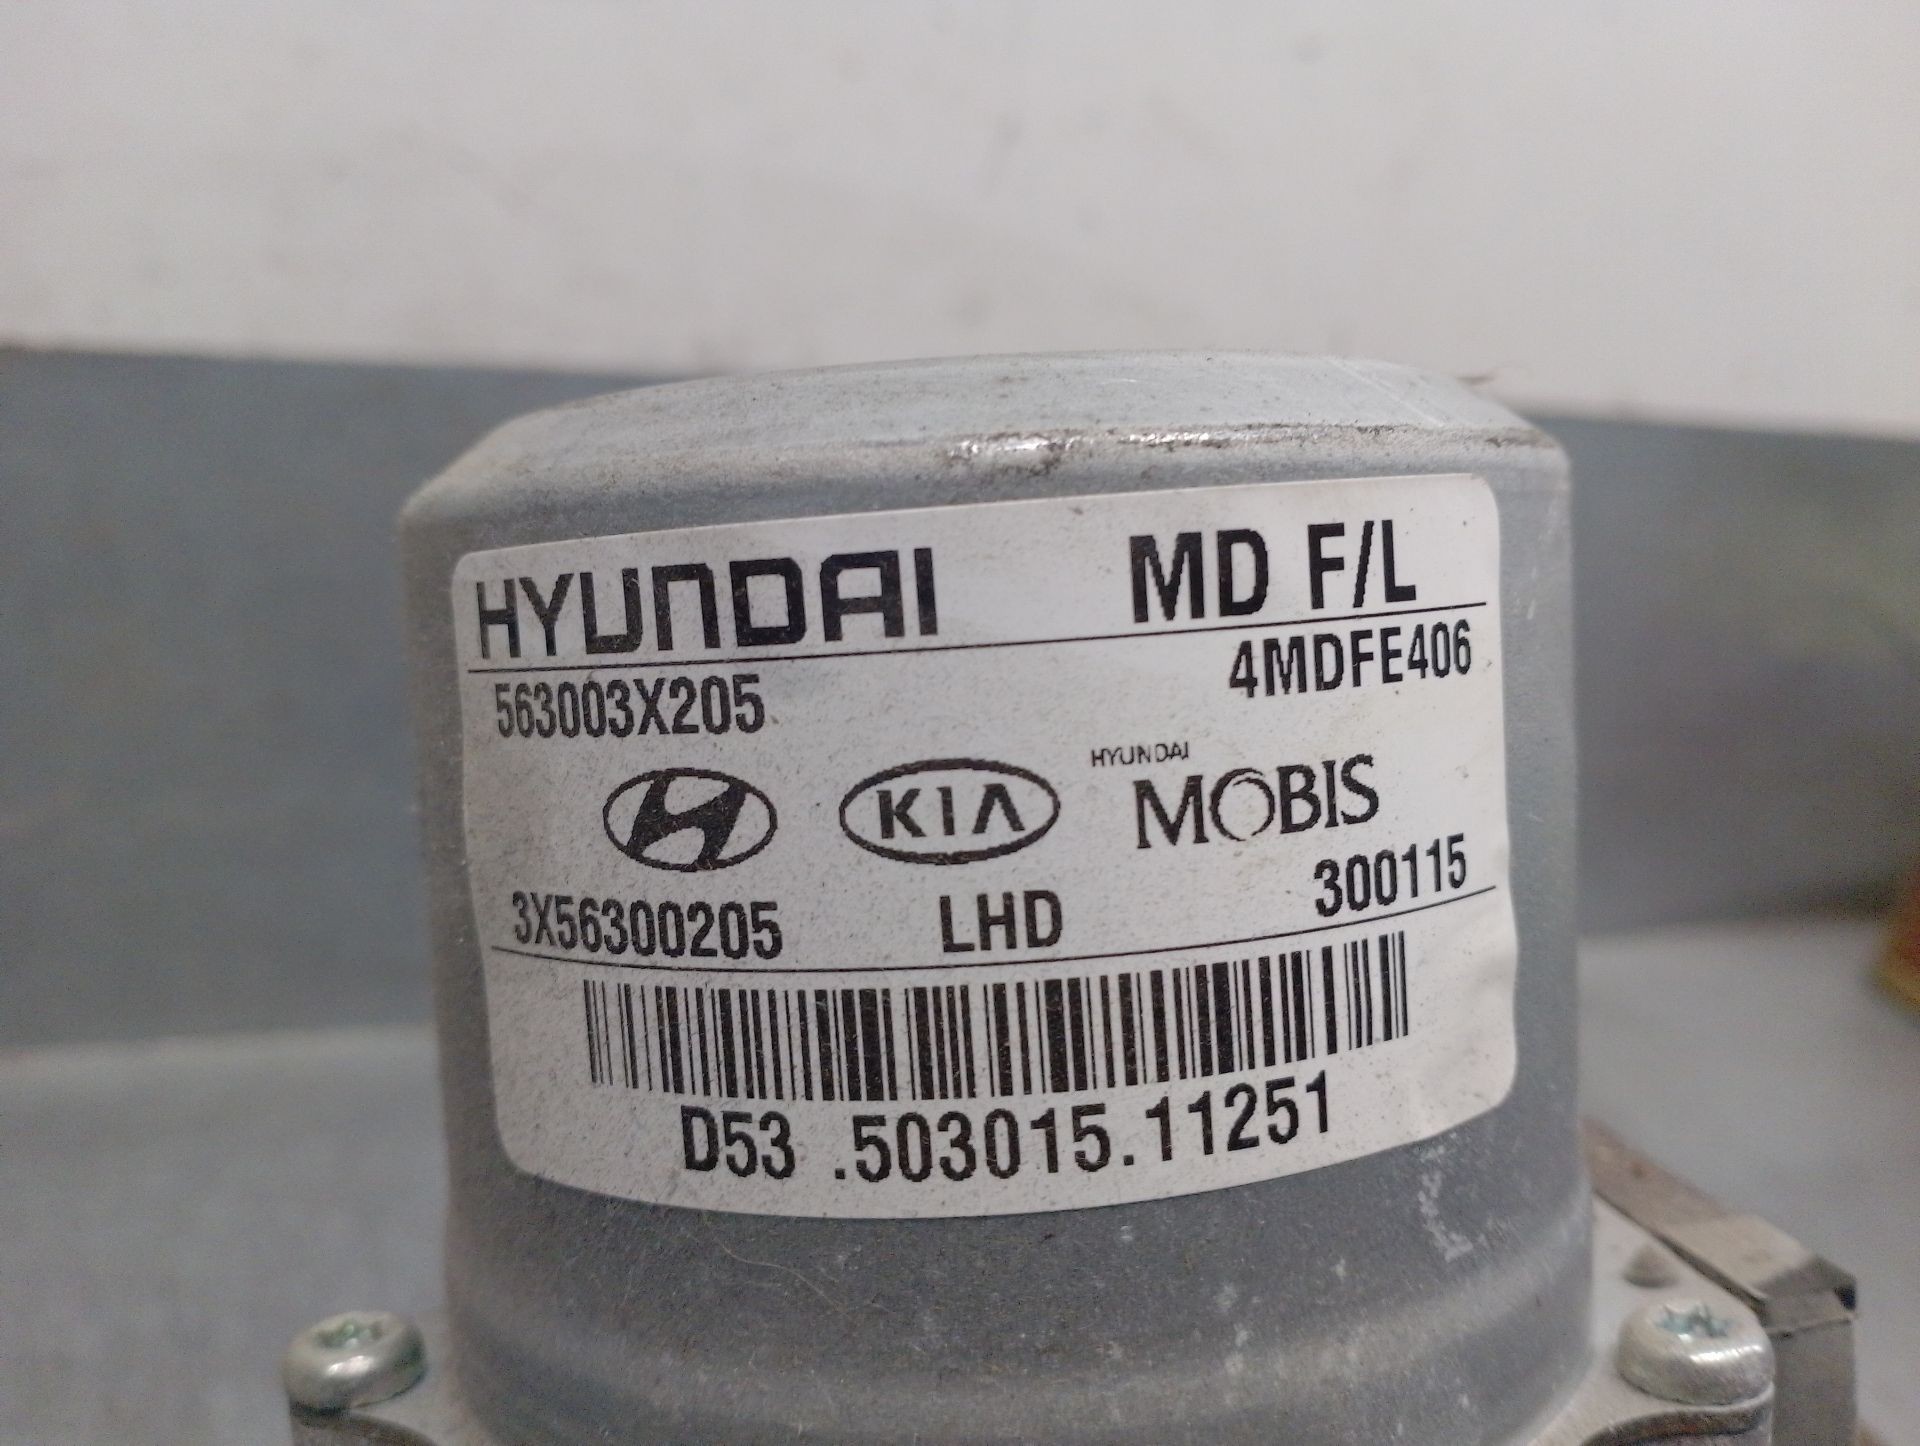 HYUNDAI MD F/L
563003X205 4MDFE406
KIA HYUNDAI MOBIS
3X56300205 LHD 300115
D53 .503015.11251